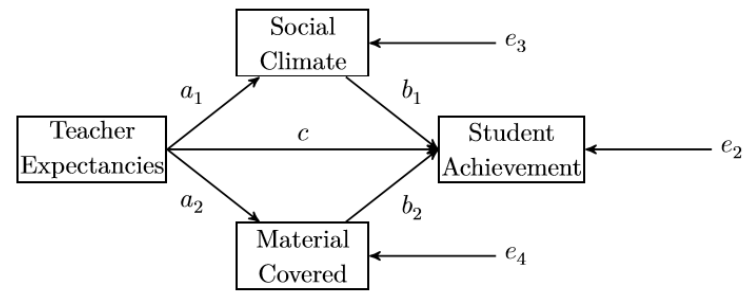 Social
Climate
e₃
a₁
b₁
Teacher
Expectancies
c
Student
Achievement
e₂
a₂
b₂
Material
Covered
e₄